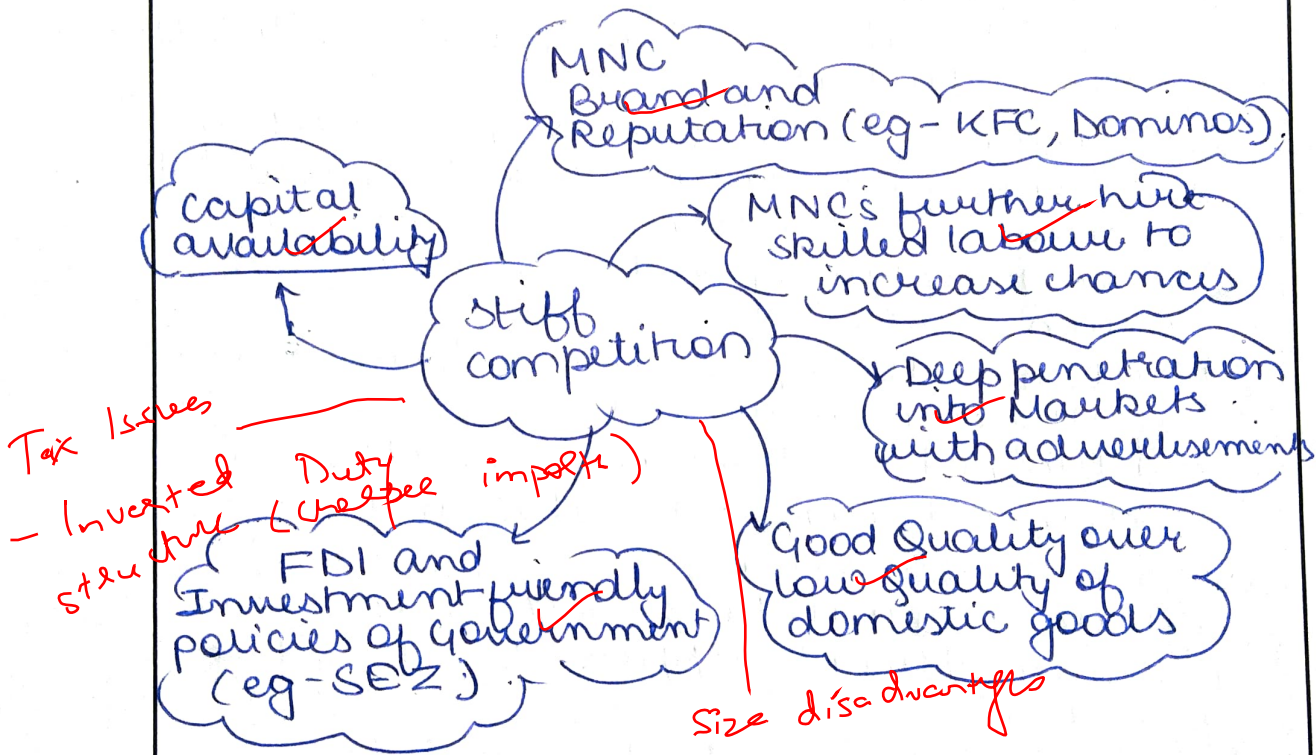 MNC
Brand and
Reputation (eg - KFC, Dominos).
capital
availability
MNCs further hire
skilled labour to
increase chances
stiff
competition
Deep penetration
into Markets
with advertisements
Tax Issues
- Inverted Duty
structure (cheaper imports)
FDI and
Investment friendly
policies of Government
(eg - SEZ)
Good Quality over
low quality of
domestic goods
Size disadvantages